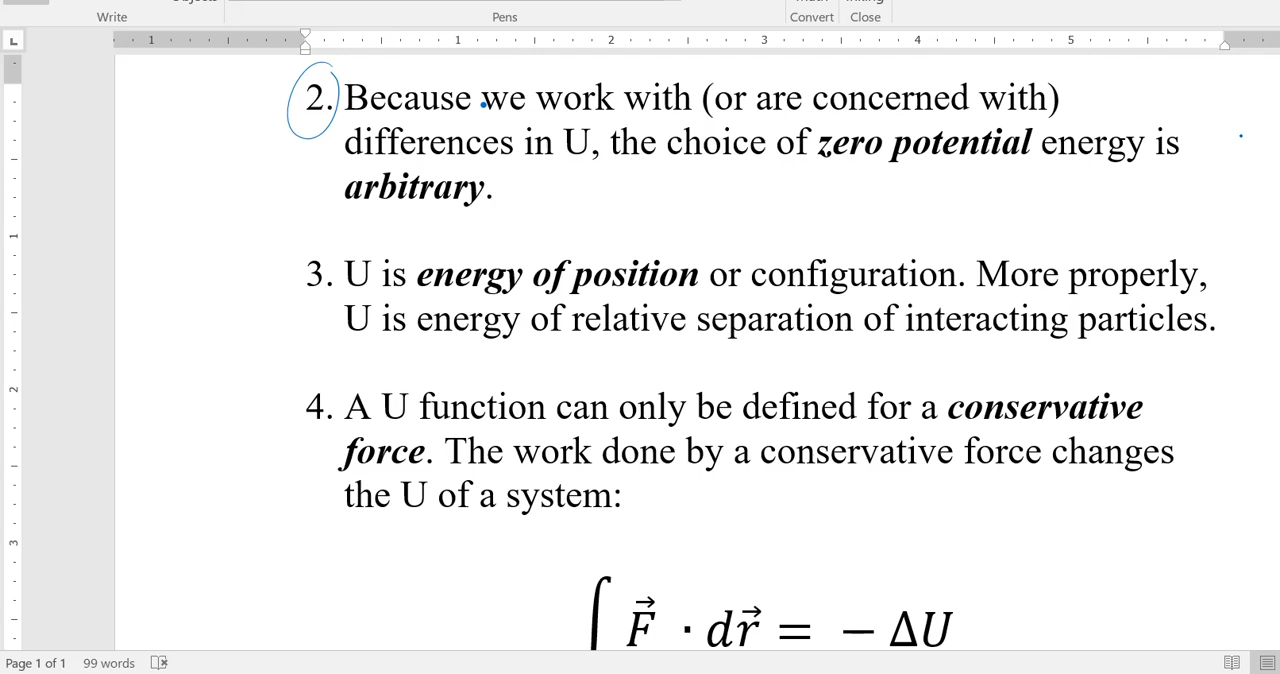 Write
Pens
Convert
Close
L
1
1
2
3
4
5
2. Because we work with (or are concerned with)
differences in U, the choice of zero potential energy is
arbitrary.
1
3. U is energy of position or configuration. More properly,
U is energy of relative separation of interacting particles.
2
4. A U function can only be defined for a conservative
force. The work done by a conservative force changes
the U of a system:
3
∫ F⃗ · dr⃗ = − ΔU
Page 1 of 1 99 words